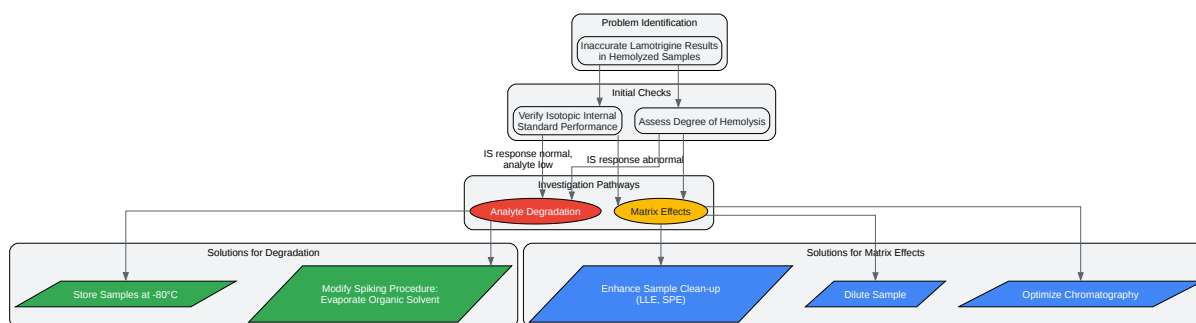 Problem Identification
Inaccurate Lamotrigine Results
in Hemolyzed Samples
Initial Checks
Verify Isotopic Internal
Standard Performance
Assess Degree of Hemolysis
IS response normal,
analyte low
IS response abnormal
Investigation Pathways
Analyte Degradation
Matrix Effects
Solutions for Degradation
Solutions for Matrix Effects
Store Samples at -80°C
Modify Spiking Procedure:
Evaporate Organic Solvent
Enhance Sample Clean-up
(LLE, SPE)
Dilute Sample
Optimize Chromatography